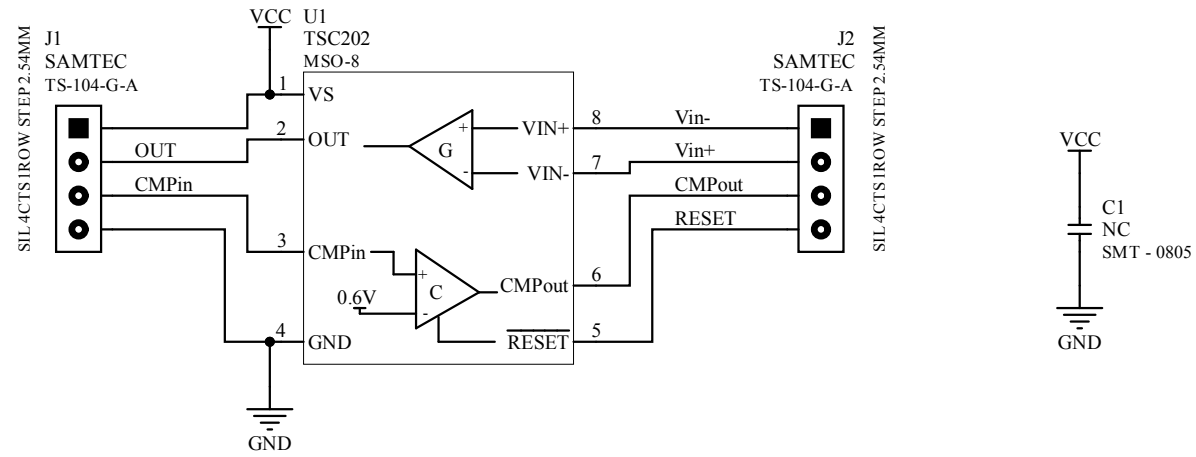 SIL 4CTS 1ROW STEP 2.54MM
J1
SAMTEC
TS-104-G-A
OUT
CMPin
VCC
U1
TSC202
MSO-8
1
VS
2
OUT
3
CMPin
4
GND
GND
+
-
G
0.6V
+
-
C
VIN+
8
VIN-
7
CMPout
6
RESET
5
Vin-
Vin+
CMPout
RESET
J2
SAMTEC
TS-104-G-A
SIL 4CTS 1ROW STEP 2.54MM
VCC
C1
NC
SMT - 0805
GND